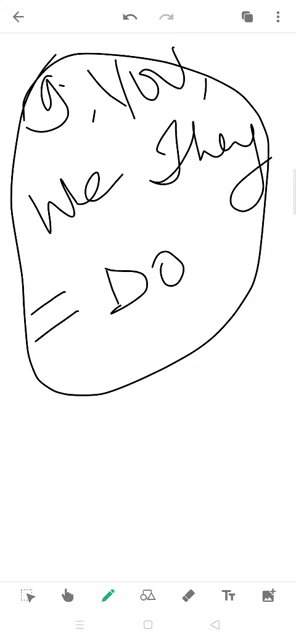 I, You,
We They
= DO